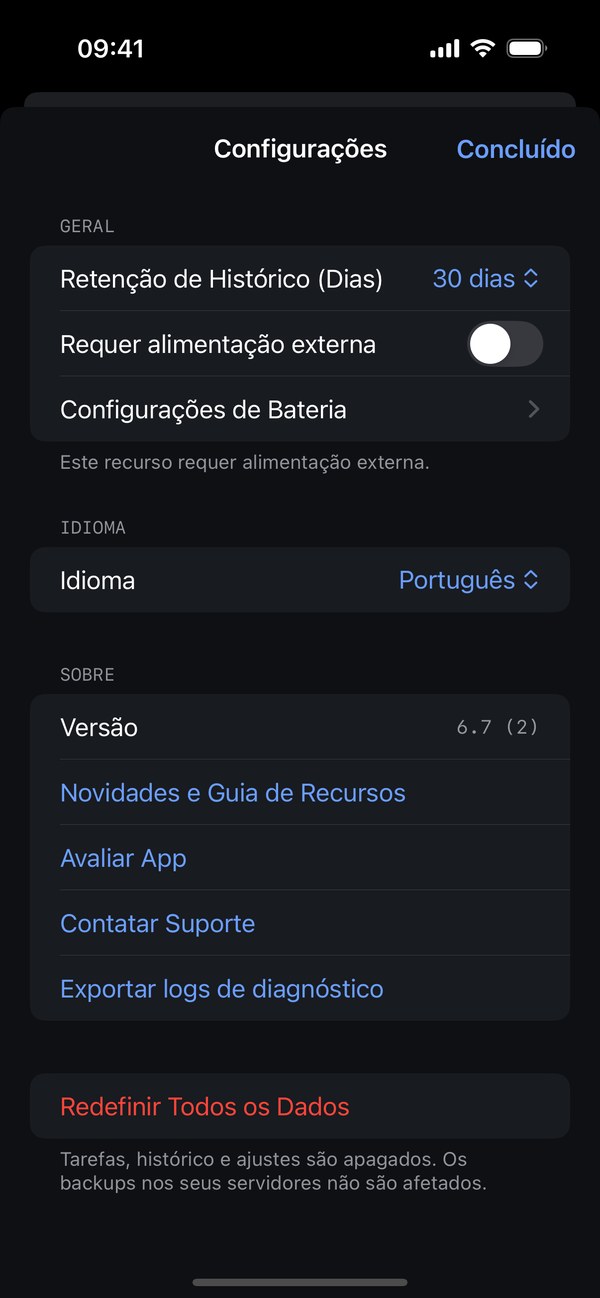 09:41
Configurações
Concluído
GERAL
Retenção de Histórico (Dias)
30 dias
Requer alimentação externa
Configurações de Bateria
Este recurso requer alimentação externa.
IDIOMA
Idioma
Português
SOBRE
Versão
6.7 (2)
Novidades e Guia de Recursos
Avaliar App
Contatar Suporte
Exportar logs de diagnóstico
Redefinir Todos os Dados
Tarefas, histórico e ajustes são apagados. Os
backups nos seus servidores não são afetados.